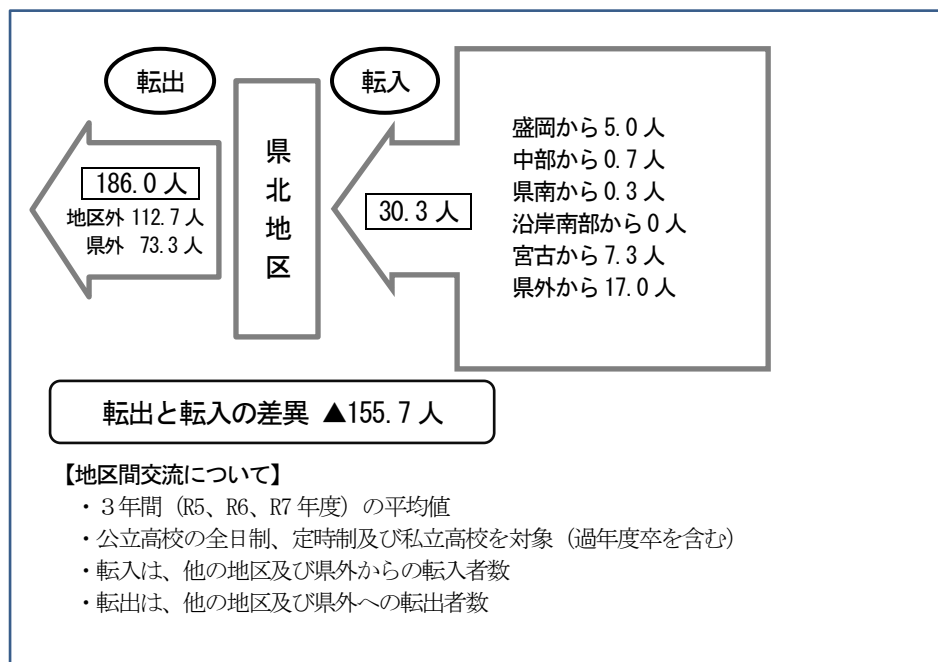 転出
186.0人
地区外 112.7人
県外 73.3人
県北地区
転入
30.3人
盛岡から5.0人
中部から0.7人
県南から0.3人
沿岸南部から0人
宮古から7.3人
県外から17.0人
転出と転入の差異 ▲155.7人
【地区間交流について】
・3年間（R5、R6、R7年度）の平均値
・公立高校の全日制、定時制及び私立高校を対象（過年度卒を含む）
・転入は、他の地区及び県外からの転入者数
・転出は、他の地区及び県外への転出者数